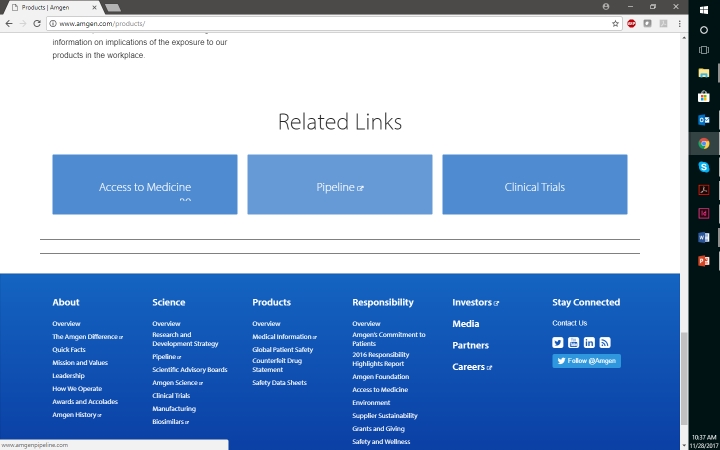 Products | Amgen
www.amgen.com/products/
information on implications of the exposure to our
products in the workplace.
Related Links
Access to Medicine
Pipeline
Clinical Trials
About
Overview
The Amgen Difference
Quick Facts
Mission and Values
Leadership
How We Operate
Awards and Accolades
Amgen History
Science
Overview
Research and
Development Strategy
Pipeline
Scientific Advisory Boards
Amgen Science
Clinical Trials
Manufacturing
Biosimilars
Products
Overview
Medical Information
Global Patient Safety
Counterfeit Drug
Statement
Safety Data Sheets
Responsibility
Overview
Amgen's Commitment to
Patients
2016 Responsibility
Highlights Report
Amgen Foundation
Access to Medicine
Environment
Supplier Sustainability
Grants and Giving
Safety and Wellness
Investors
Media
Partners
Careers
Stay Connected
Contact Us
Follow @Amgen
www.amgenpipeline.com
10:37 AM
11/28/2017